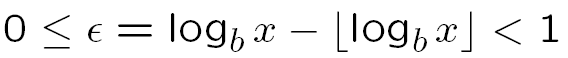 0 ≤ ϵ = log_b x − ⌊log_b x⌋ < 1